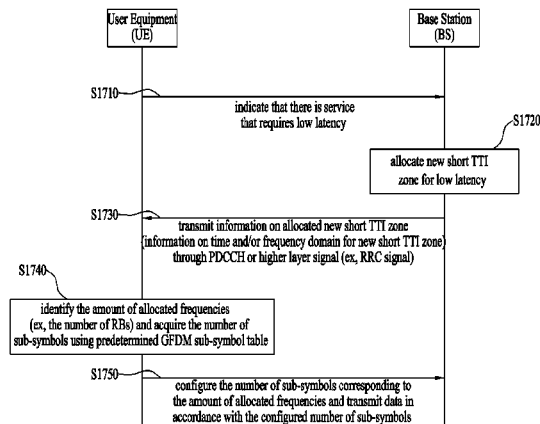 User Equipment
(UE)
Base Station
(BS)
S1710
indicate that there is service
that requires low latency
S1720
allocate new short TTI
zone for low latency
S1730
transmit information on allocated new short TTI zone
(information on time and/or frequency domain for new short TTI zone)
through PDCCH or higher layer signal (ex, RRC signal)
S1740
identify the amount of allocated frequencies
(ex, the number of RBs) and acquire the number of
sub-symbols using predetermined GFDM sub-symbol table
S1750
configure the number of sub-symbols corresponding to
the amount of allocated frequencies and transmit data in
accordance with the configured number of sub-symbols